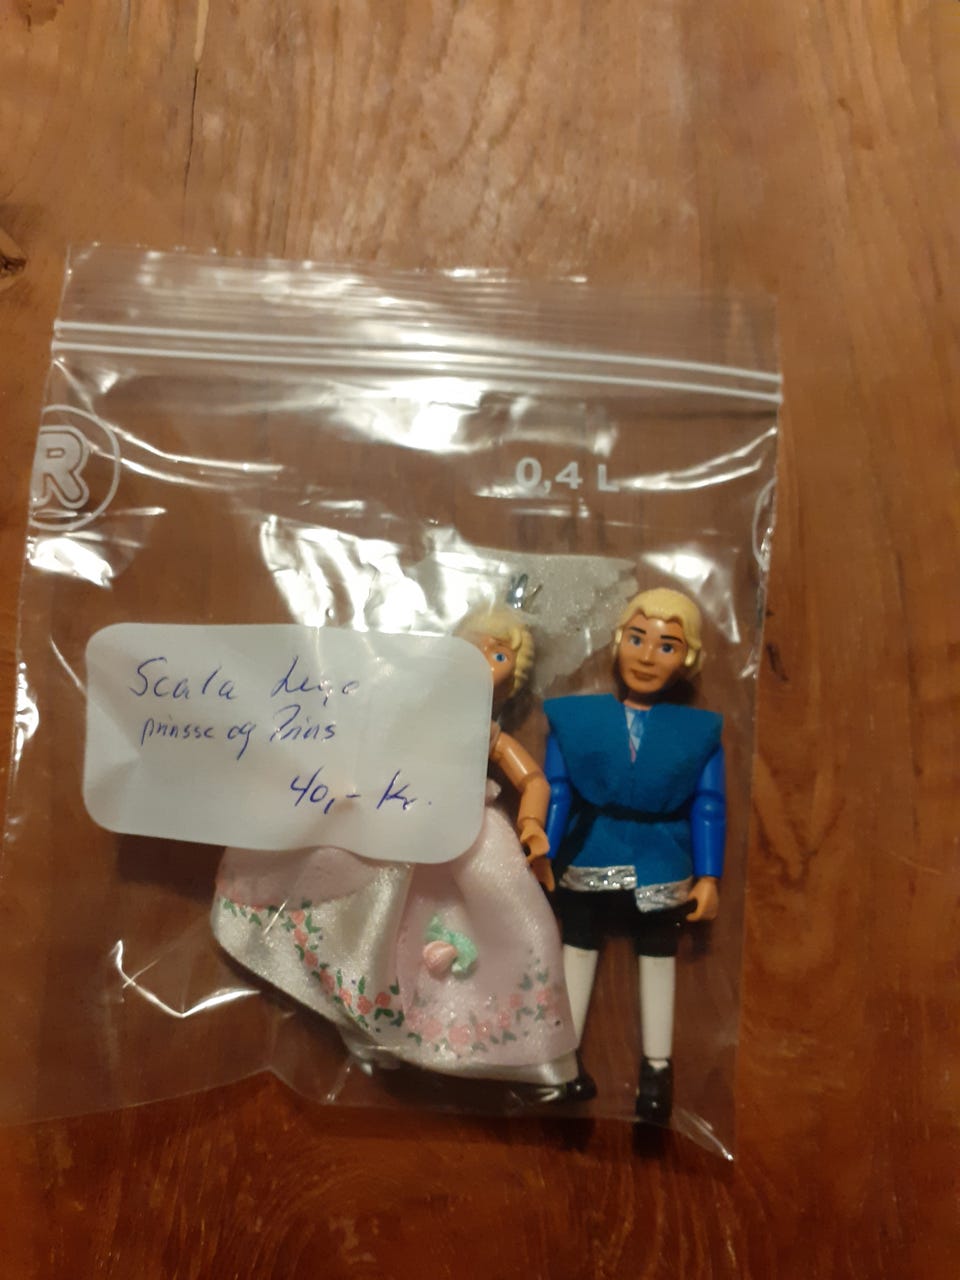 R
0,4 L
Scala Lego
prinsse og Prins
40,- Kr.